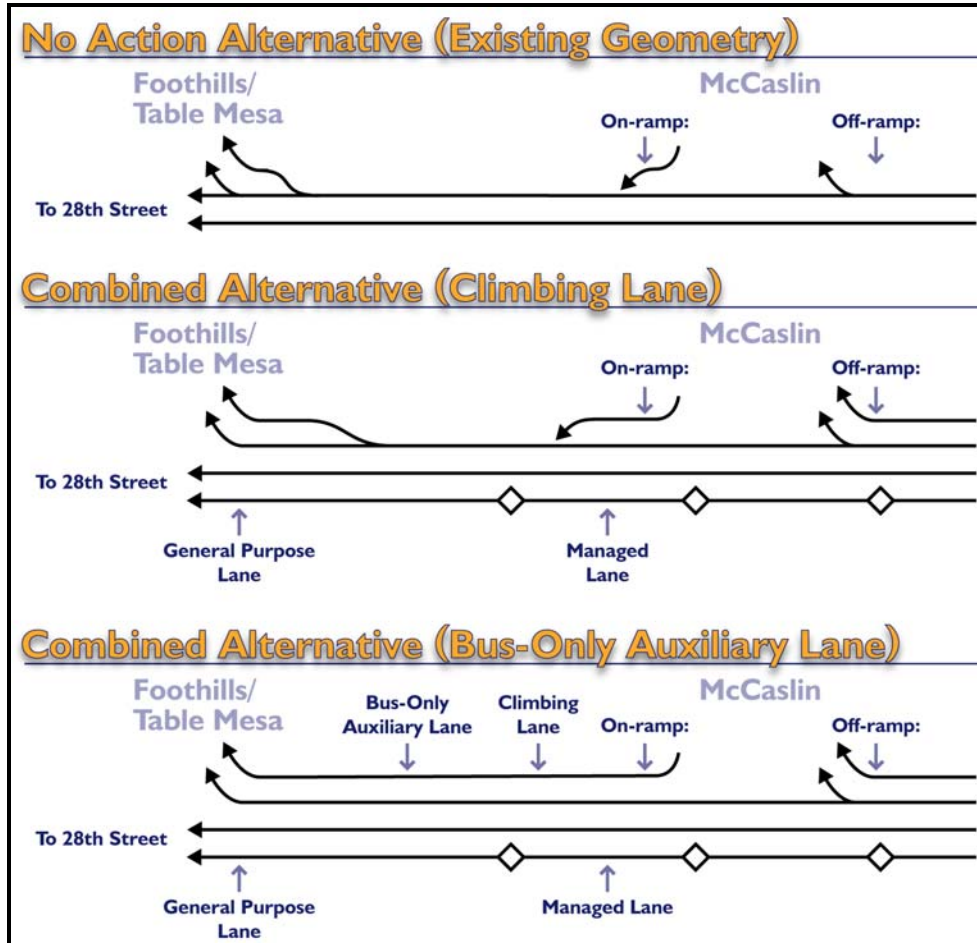 No Action Alternative (Existing Geometry)
Foothills/
Table Mesa
McCaslin
On-ramp:
Off-ramp:
To 28th Street
Combined Alternative (Climbing Lane)
Foothills/
Table Mesa
McCaslin
On-ramp:
Off-ramp:
To 28th Street
General Purpose
Lane
Managed
Lane
Combined Alternative (Bus-Only Auxiliary Lane)
Foothills/
Table Mesa
Bus-Only
Auxiliary Lane
Climbing
Lane
McCaslin
On-ramp:
Off-ramp:
To 28th Street
General Purpose
Lane
Managed Lane